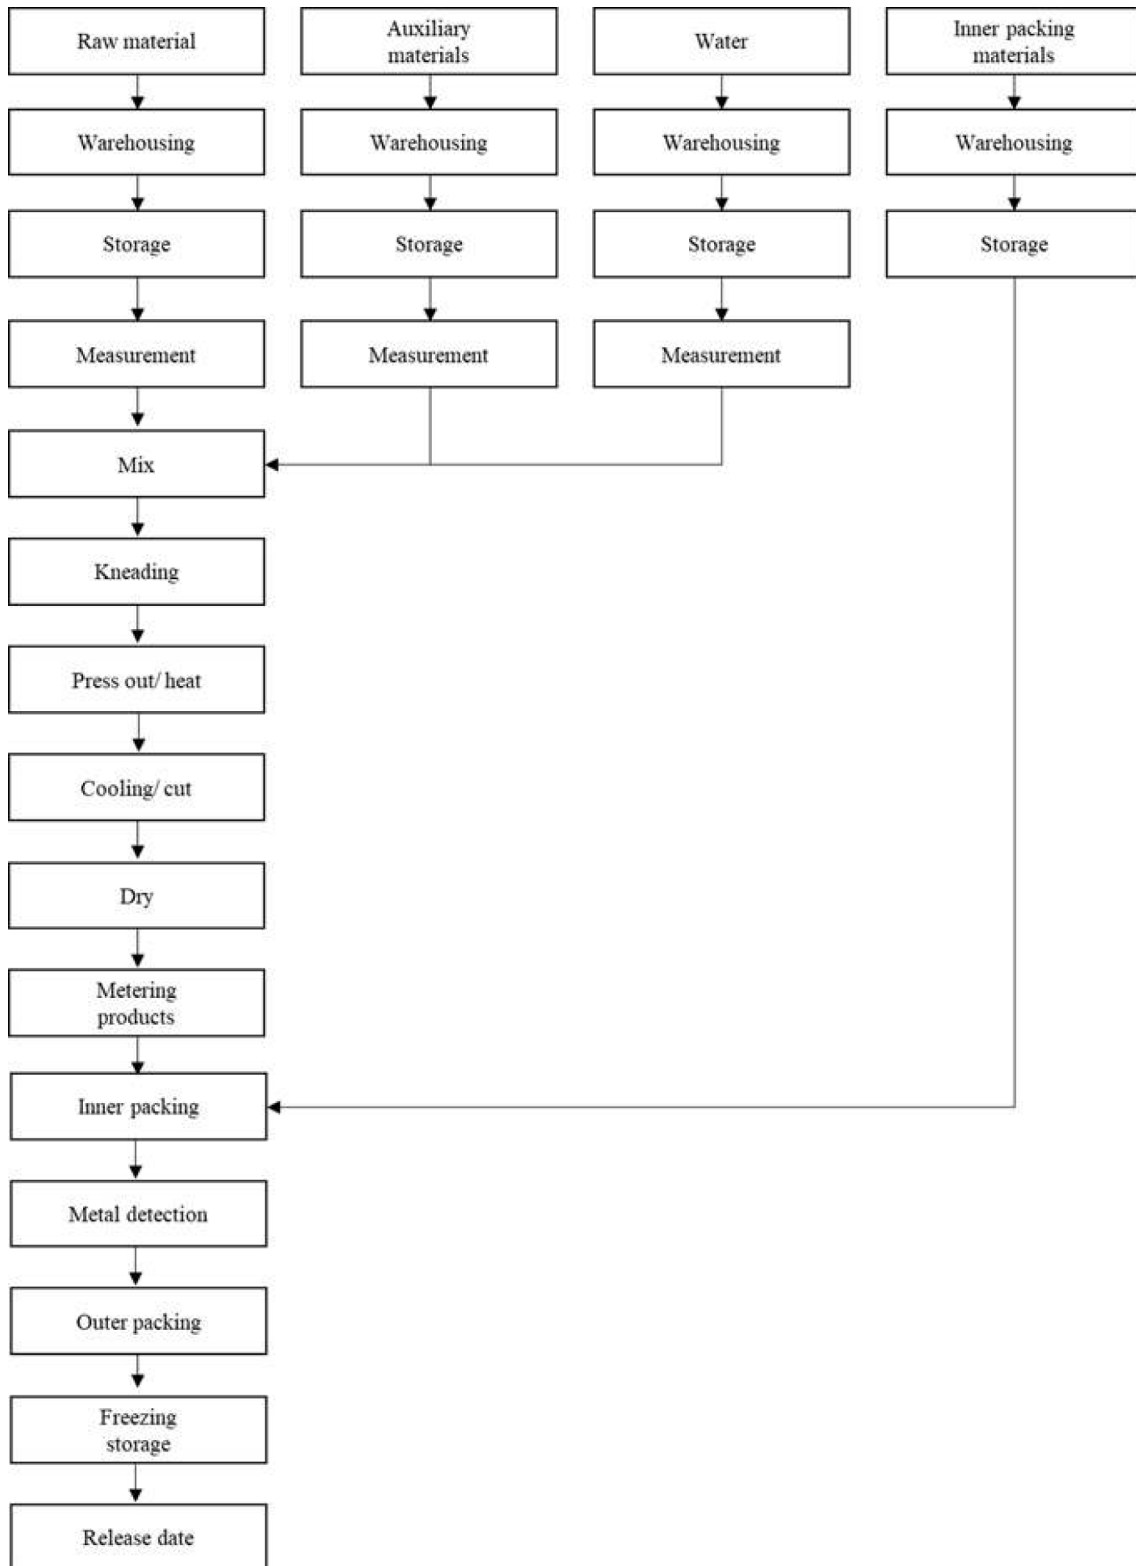 Raw material
Auxiliary
materials
Water
Inner packing
materials
Warehousing
Warehousing
Warehousing
Warehousing
Storage
Storage
Storage
Storage
Measurement
Measurement
Measurement
Mix
Kneading
Press out/ heat
Cooling/ cut
Dry
Metering
products
Inner packing
Metal detection
Outer packing
Freezing
storage
Release date